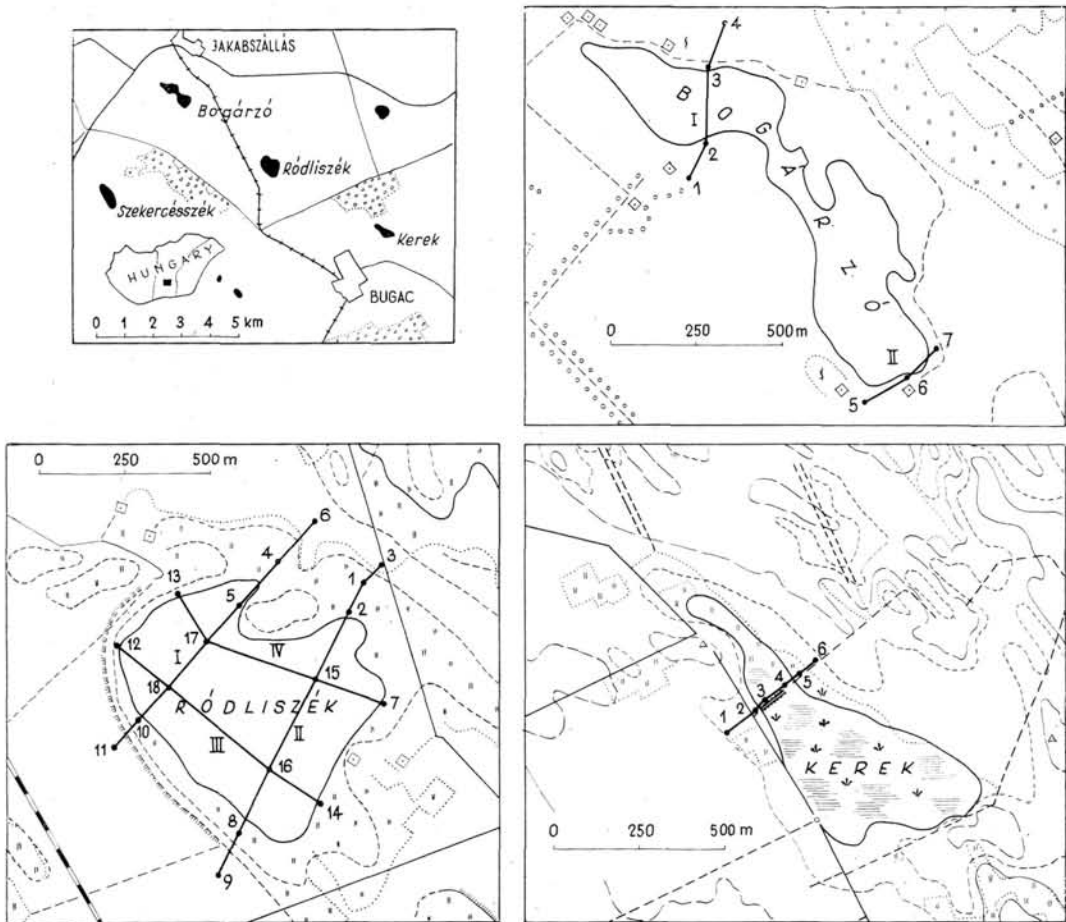 JAKABSZÁLLÁS
Bogárzó
Ródliszék
Szekercésszék
Kerek
HUNGARY
BUGAC
0 1 2 3 4 5 km
4
3
BOGÁRZÓ
I
2
1
0 250 500 m
II
7
6
5
0 250 500 m
6
4
3
13
1
5
2
17
12
IV
I
15
18
RÓDLISZÉK
7
10
II
11
III
16
14
8
9
6
4
5
3
2
1
KEREK
0 250 500 m